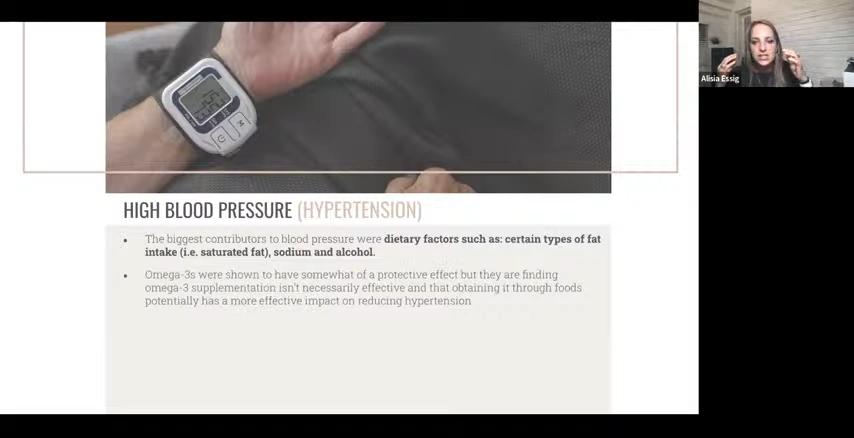 Alisia Essig
HIGH BLOOD PRESSURE (HYPERTENSION)
• The biggest contributors to blood pressure were dietary factors such as: certain types of fat
intake (i.e. saturated fat), sodium and alcohol.
• Omega-3s were shown to have somewhat of a protective effect but they are finding
omega-3 supplementation isn't necessarily effective and that obtaining it through foods
potentially has a more effective impact on reducing hypertension